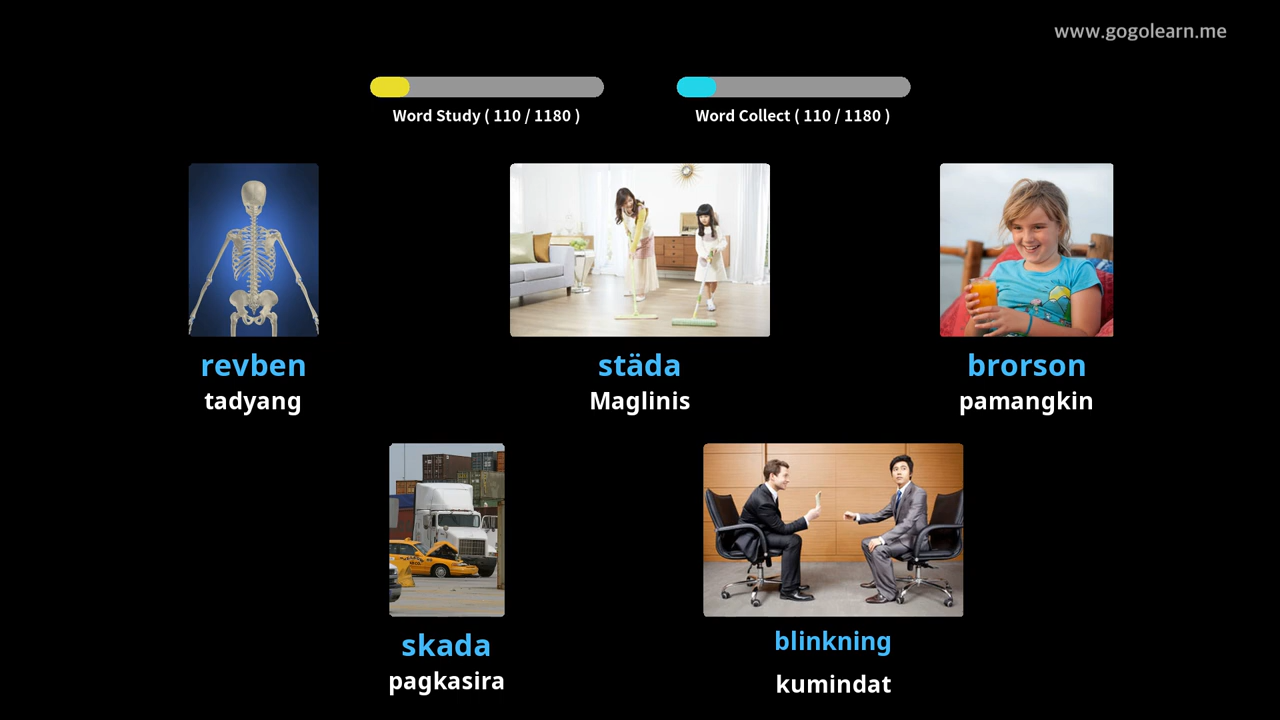 www.gogolearn.me
Word Study ( 110 / 1180 )
Word Collect ( 110 / 1180 )
revben
tadyang
städa
Maglinis
brorson
pamangkin
skada
pagkasira
blinkning
kumindat